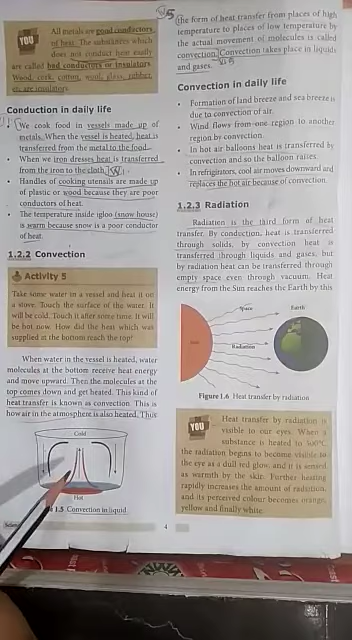 All metals are good conductors
of heat. The substances which
YOU
does not conduct heat easily
are called bad conductors or insulators.
Wood, cork, cotton, wool, glass, rubber,
etc are insulators.
Conduction in daily life
• We cook food in vessels made up of
metals. When the vessel is heated, heat is
transferred from the metal to the food.
• When we iron dresses heat is transferred
from the iron to the cloth.
• Handles of cooking utensils are made up
of plastic or wood because they are poor
conductors of heat.
• The temperature inside igloo (snow house)
is warm because snow is a poor conductor
of heat.
1.2.2 Convection
Activity 5
Take some water in a vessel and heat it on
a stove. Touch the surface of the water. It
will be cold. Touch it after some time. It will
be hot now. How did the heat which was
supplied in the bottom reach the top?
When water in the vessel is heated, water
molecules at the bottom receive heat energy
and move upward. Then the molecules at the
top comes down and get heated. This kind of
heat transfer is known as convection. This is
how air in the atmosphere is also heated. Thus
Cold
Hot
1.5 Convection in liquid
the form of heat transfer from places of high
temperature to places of low temperature by
the actual movement of molecules is called
convection. Convection takes place in liquids
and gases.
Convection in daily life
• Formation of land breeze and sea breeze is
due to convection of air.
• Wind flows from one region to another
region by convection.
• In hot air balloons heat is transferred by
convection and so the balloon raises.
• In refrigerators, cool air moves downward and
replaces the hot air because of convection.
1.2.3 Radiation
Radiation is the third form of heat
transfer. By conduction, heat is transferred
through solids, by convection heat is
transferred through liquids and gases, but
by radiation heat can be transferred through
empty space even through vacuum. Heat
energy from the Sun reaches the Earth by this
Space
Earth
Sun
Radiation
Figure 1.6 Heat transfer by radiation
Heat transfer by radiation is
YOU
visible to our eyes. When a
substance is heated to 500°C
the radiation begins to become visible to
the eye as a dull red glow, and it is sensed
as warmth by the skin. Further heating
rapidly increases the amount of radiation,
and its perceived colour becomes orange,
yellow and finally white.
4